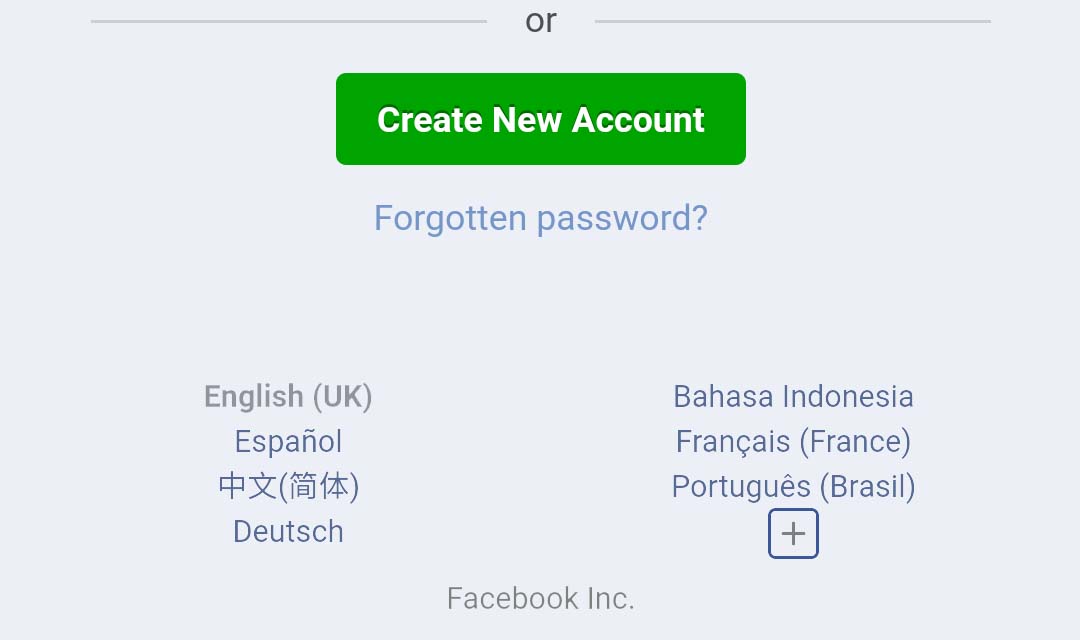 or
Create New Account
Forgotten password?
English (UK)
Bahasa Indonesia
Español
Français (France)
中文(简体)
Português (Brasil)
Deutsch
+
Facebook Inc.